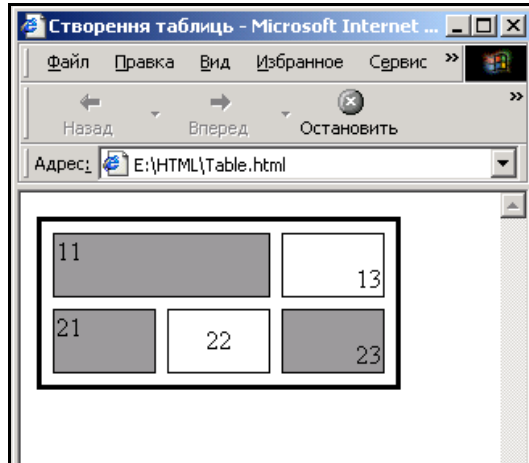 Створення таблиць - Microsoft Internet ...
Файл Правка Вид Избранное Сервис »
Назад Вперед Остановить »
Адрес: E:\HTML\Table.html
11 13
21 22 23